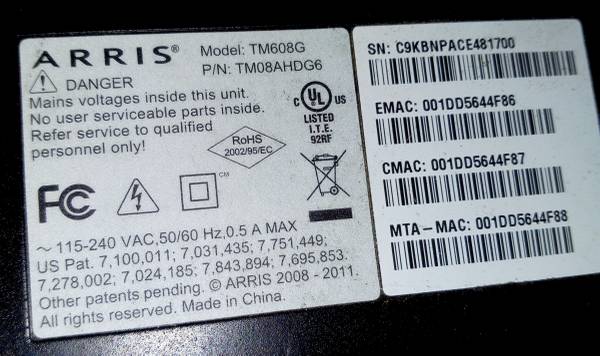 ARRIS® Model: TM608G
P/N: TM08AHDG6
DANGER
Mains voltages inside this unit.
No user serviceable parts inside.
Refer service to qualified
personnel only!
C UL US
LISTED
I.T.E.
92RF
RoHS
2002/95/EC
FC
CM
~ 115-240 VAC,50/60 Hz,0.5 A MAX
US Pat. 7,100,011; 7,031,435; 7,751,449;
7,278,002; 7,024,185; 7,843,894; 7,695,853.
Other patents pending. © ARRIS 2008 - 2011.
All rights reserved. Made in China.
SN: C9KBNPACE481700
EMAC: 001DD5644F86
CMAC: 001DD5644F87
MTA-MAC: 001DD5644F88